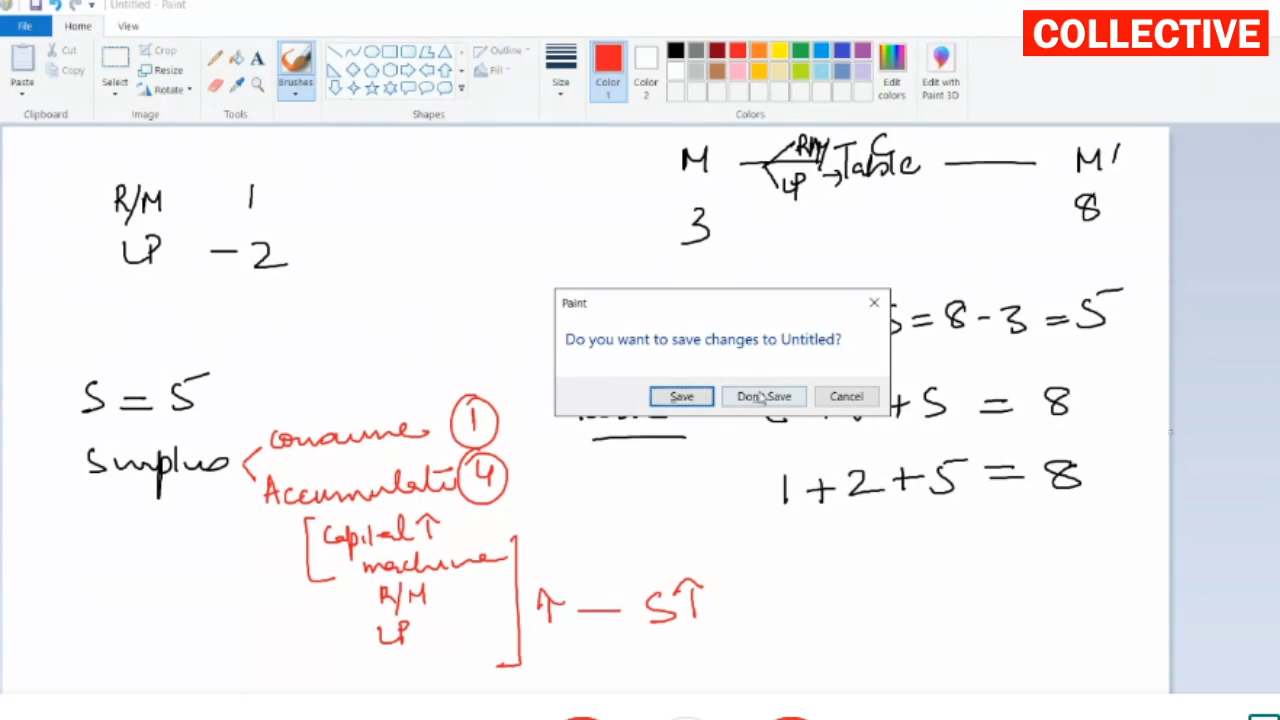 Untitled - Paint
COLLECTIVE
File Home View
Paste
Cut
Copy
Clipboard
Select
Crop
Resize
Rotate
Image
A
Tools
Brushes
Shapes
Outline
Fill
Size
Color 1
Color 2
Colors
Edit colors
Edit with Paint 3D
R/M 1
LP - 2
M R/M C M'
LP → Table
3 8
Paint
Do you want to save changes to Untitled?
Save Don't Save Cancel
S = 8 - 3 = 5
+ S = 8
1 + 2 + 5 = 8
S = 5
Surplus
consume 1
Accumulati 4
[Capital ↑
machine
R/M
LP
] ↑ — S↑